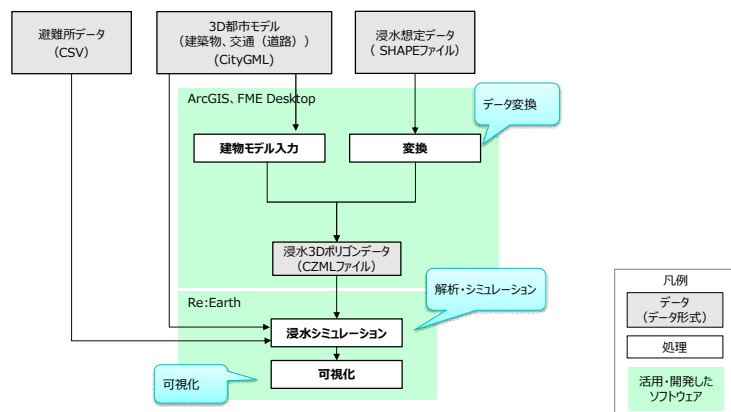 避難所データ
（CSV）
3D都市モデル
（建築物、交通（道路））
(CityGML)
浸水想定データ
（ SHAPEファイル）
ArcGIS、FME Desktop
データ変換
建物モデル入力
変換
浸水3Dポリゴンデータ
（CZMLファイル）
解析・シミュレーション
Re:Earth
浸水シミュレーション
可視化
可視化
凡例
データ
（データ形式）
処理
活用・開発した
ソフトウェア